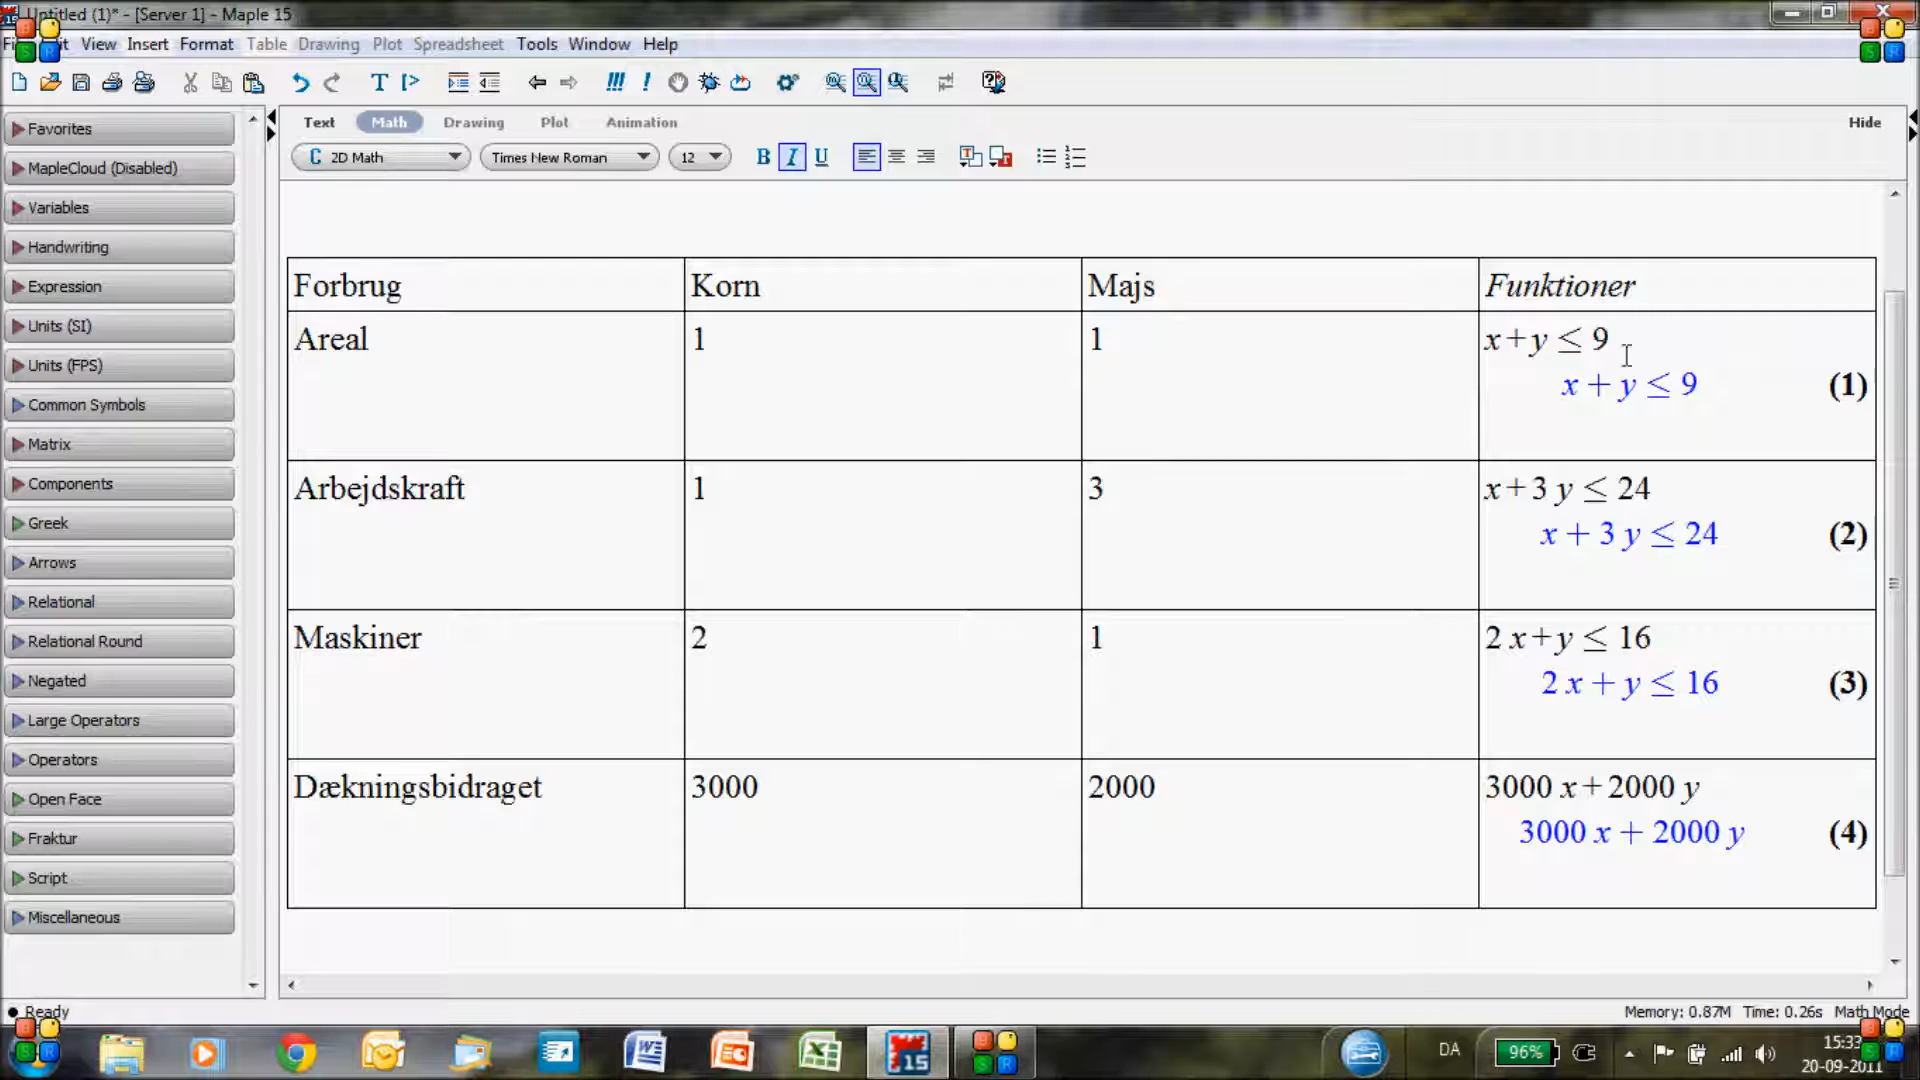 Untitled (1)* - [Server 1] - Maple 15
View Insert Format Table Drawing Plot Spreadsheet Tools Window Help
Favorites
MapleCloud (Disabled)
Variables
Handwriting
Expression
Units (SI)
Units (FPS)
Common Symbols
Matrix
Components
Greek
Arrows
Relational
Relational Round
Negated
Large Operators
Operators
Open Face
Fraktur
Script
Miscellaneous
Text Math Drawing Plot Animation Hide
C 2D Math Times New Roman 12 B I U
Forbrug Korn Majs Funktioner
Areal 1 1 x+y ≤ 9
x + y ≤ 9 (1)
Arbejdskraft 1 3 x+3 y ≤ 24
x + 3 y ≤ 24 (2)
Maskiner 2 1 2 x+y ≤ 16
2 x + y ≤ 16 (3)
Dækningsbidraget 3000 2000 3000 x+2000 y
3000 x + 2000 y (4)
Ready Memory: 0.87M Time: 0.26s Math Mode
15
DA 96% 15:33
20-09-2011